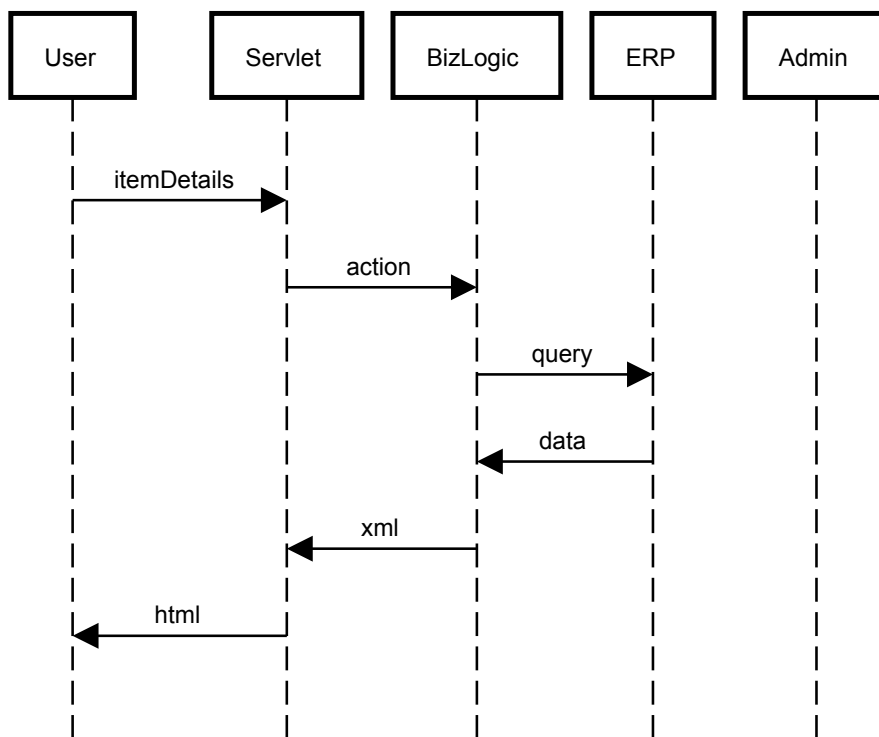 User
Servlet
BizLogic
ERP
Admin
itemDetails
action
query
data
xml
html